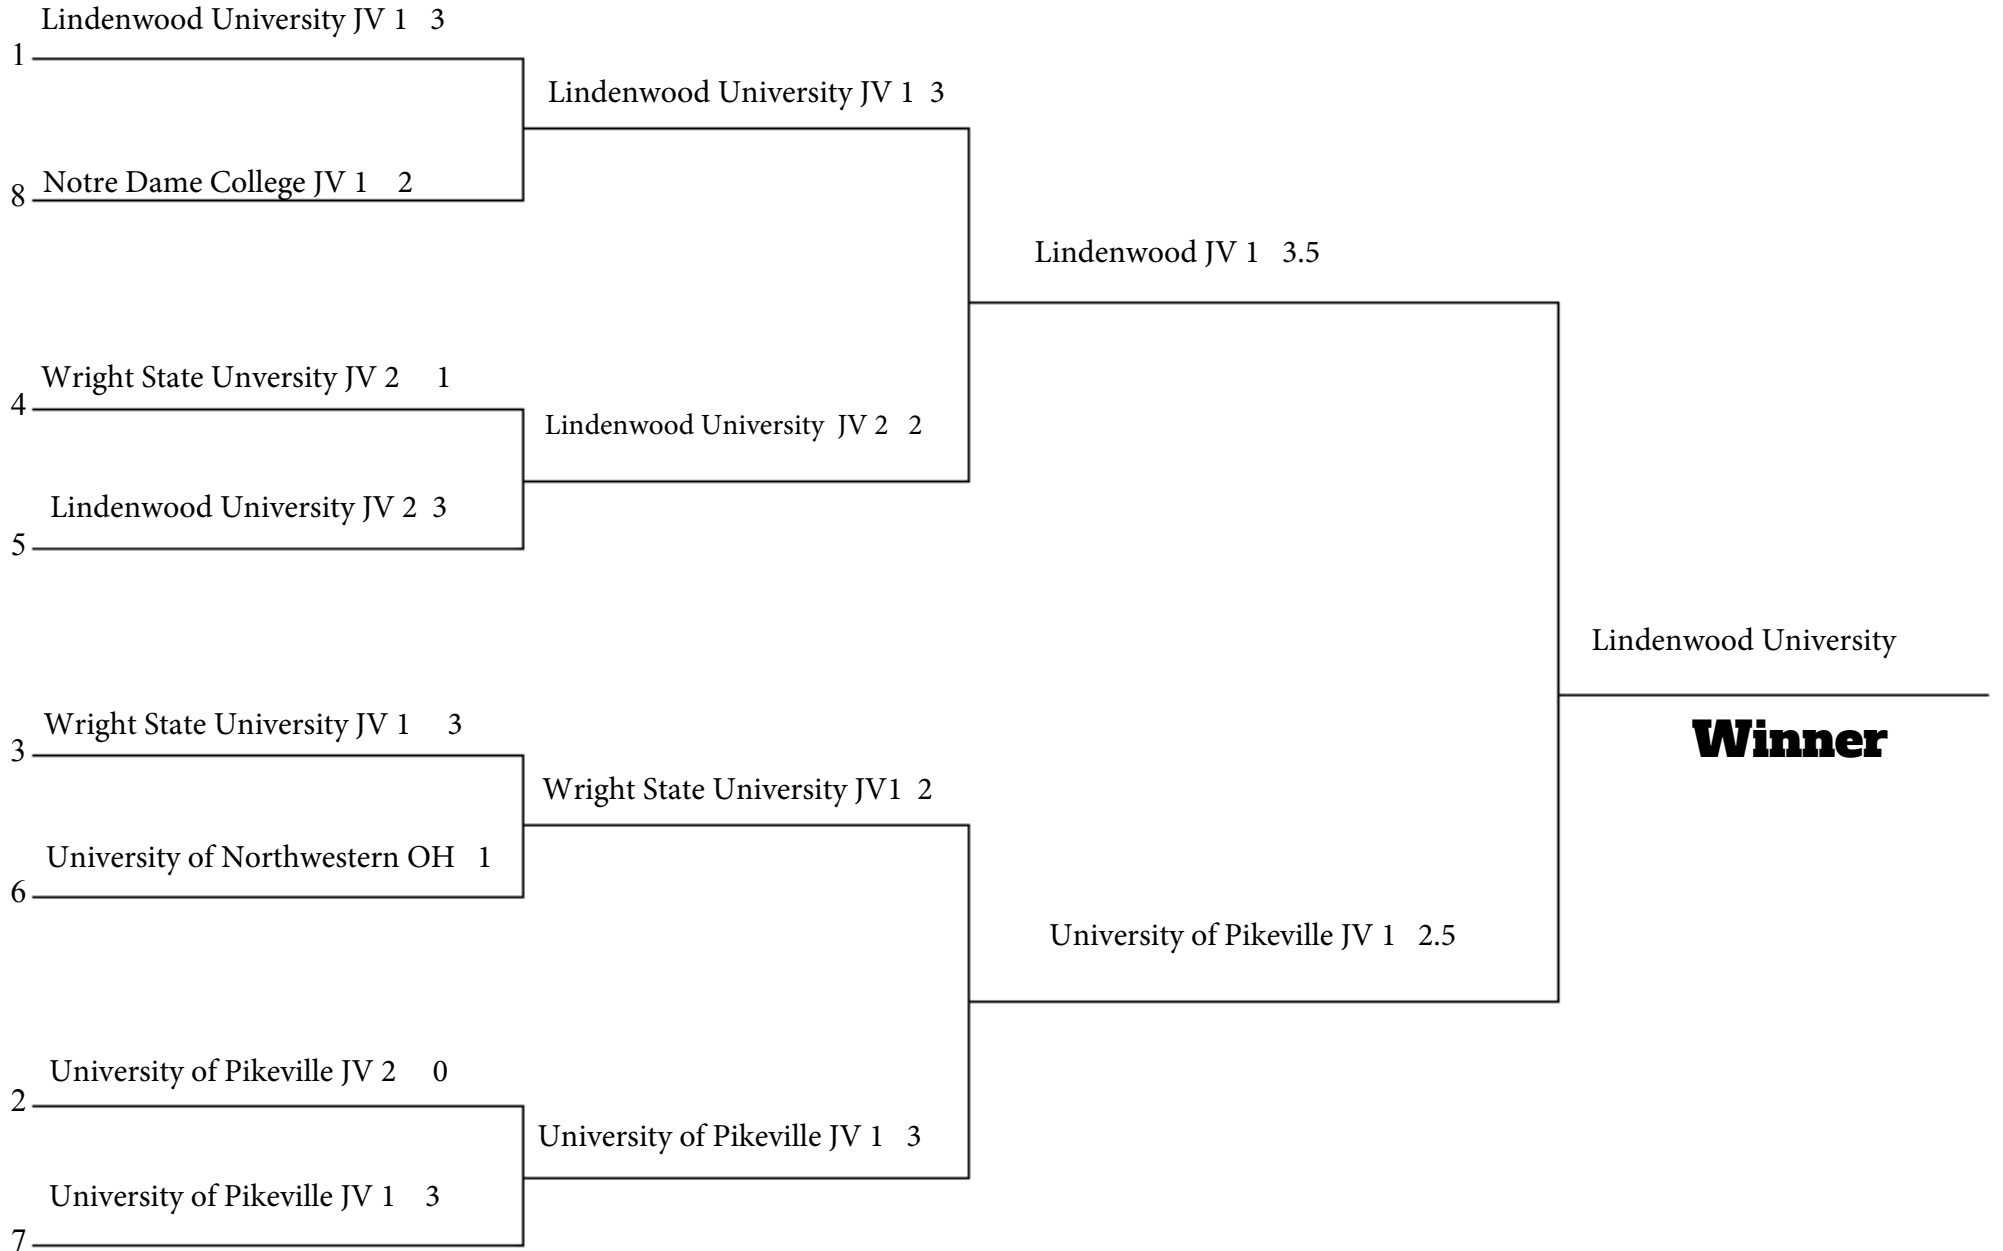 Lindenwood University JV 1 3
1
Lindenwood University JV 1 3
Notre Dame College JV 1 2
8
Lindenwood JV 1 3.5
Wright State Unversity JV 2 1
4
Lindenwood University JV 2 2
Lindenwood University JV 2 3
5
Lindenwood University
Winner
Wright State University JV 1 3
3
Wright State University JV1 2
University of Northwestern OH 1
6
University of Pikeville JV 1 2.5
University of Pikeville JV 2 0
2
University of Pikeville JV 1 3
University of Pikeville JV 1 3
7